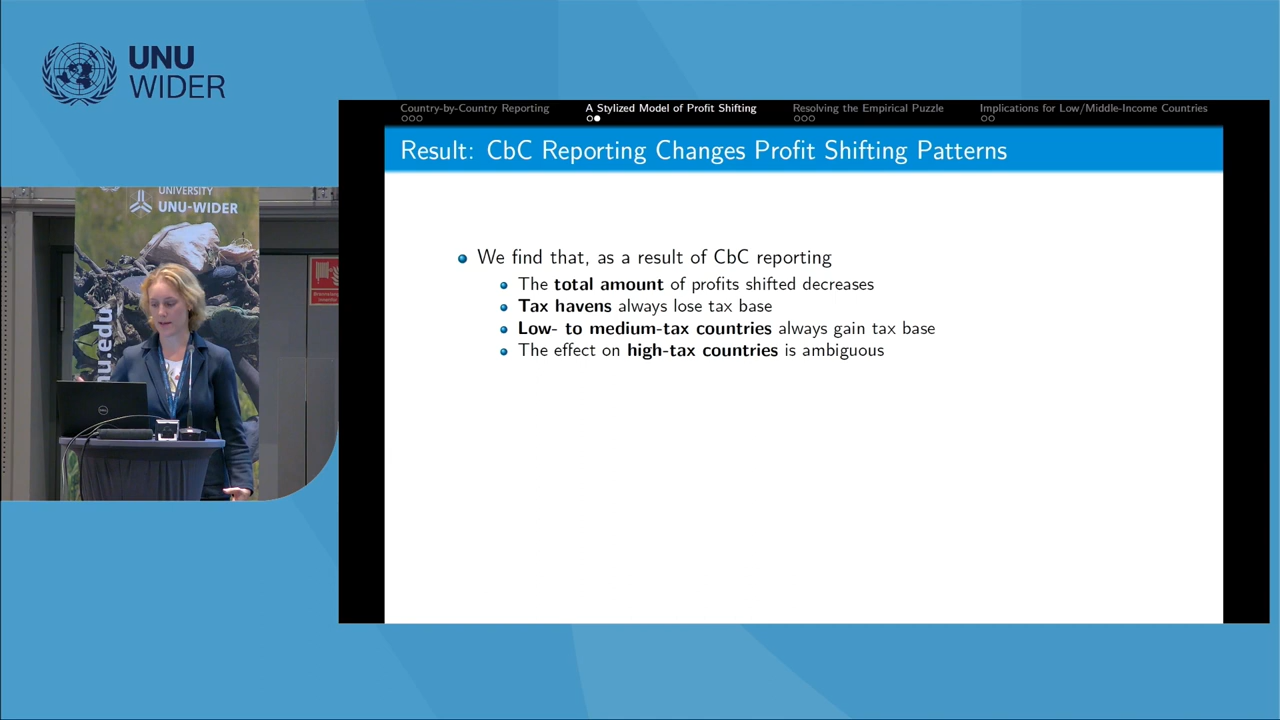 UNU
WIDER
Country-by-Country Reporting
A Stylized Model of Profit Shifting
Resolving the Empirical Puzzle
Implications for Low/Middle-Income Countries
Result: CbC Reporting Changes Profit Shifting Patterns
We find that, as a result of CbC reporting
The total amount of profits shifted decreases
Tax havens always lose tax base
Low- to medium-tax countries always gain tax base
The effect on high-tax countries is ambiguous
UNIVERSITY
UNU-WIDER
nu.edu
DELL